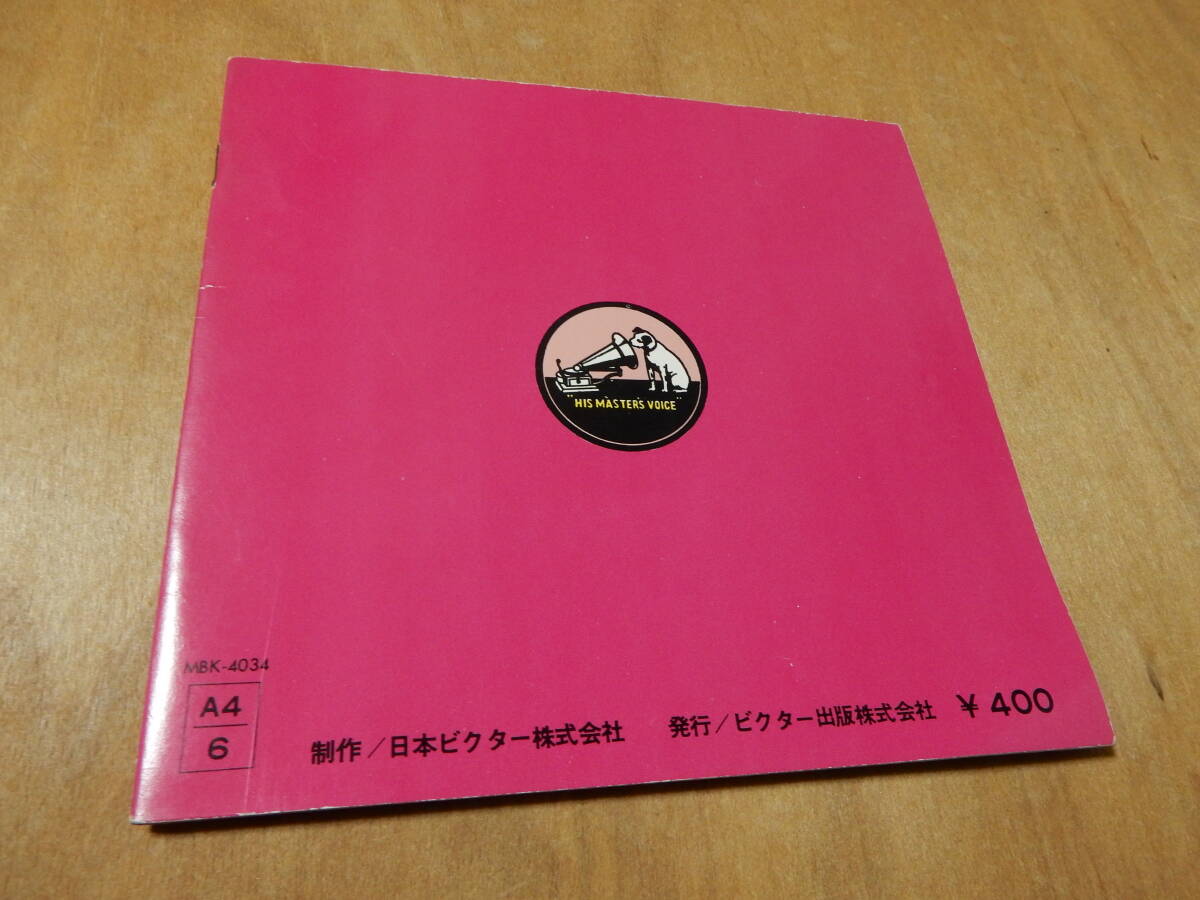 "HIS MASTER'S VOICE"
MBK-4034
A4
6
制作/日本ビクター株式会社 発行/ビクター出版株式会社 ¥400